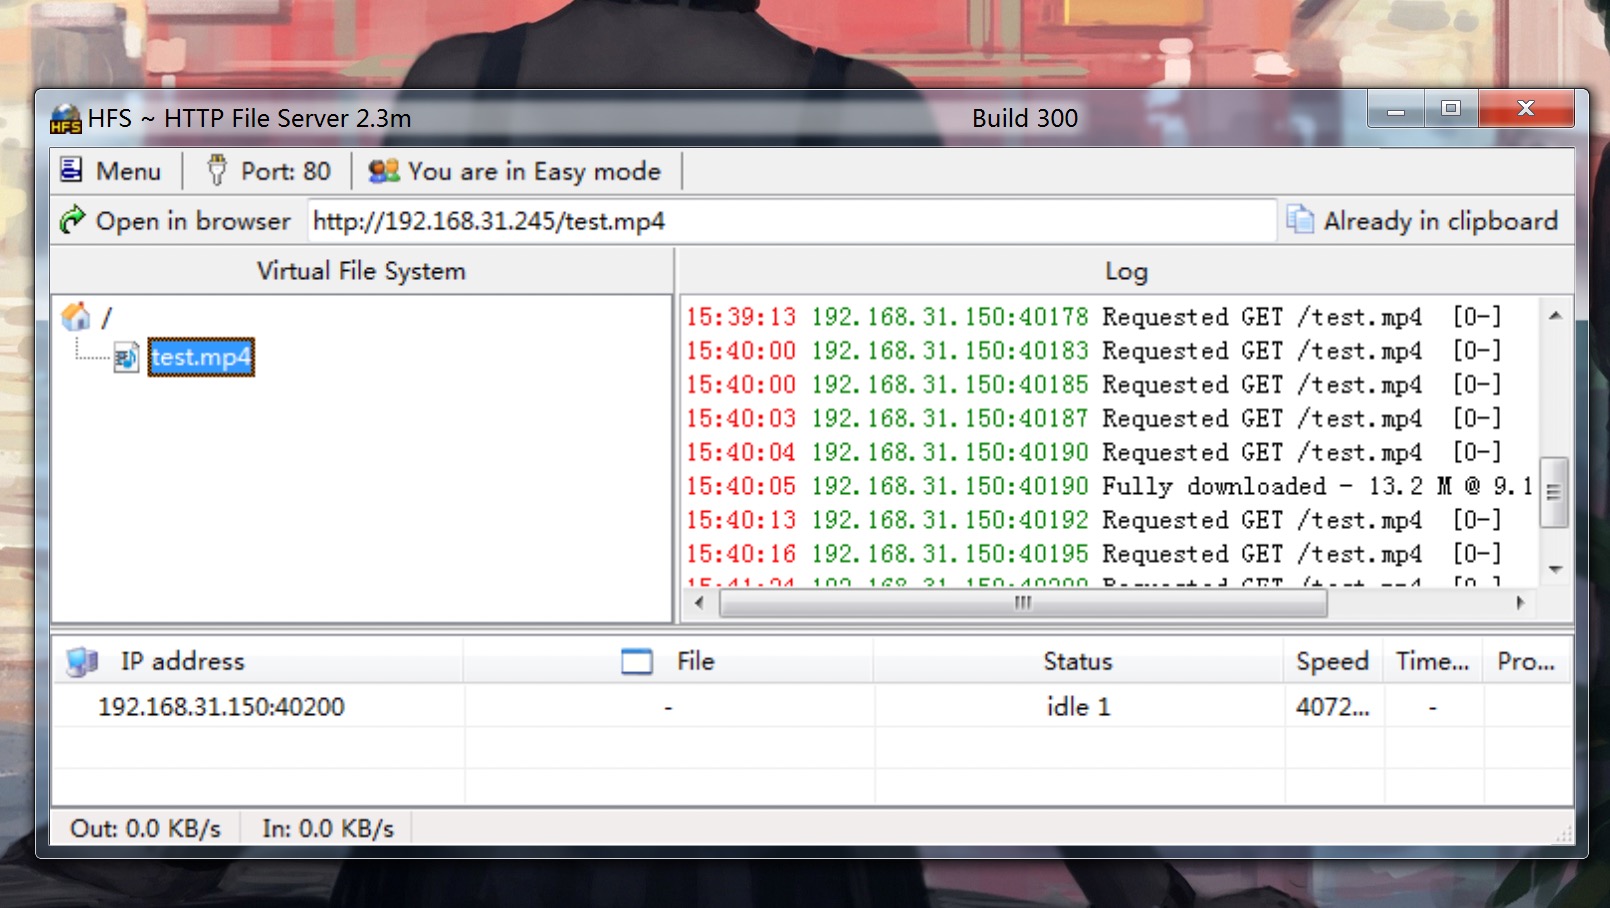 HFS ~ HTTP File Server 2.3m Build 300
Menu Port: 80 You are in Easy mode
Open in browser http://192.168.31.245/test.mp4 Already in clipboard
Virtual File System
/
test.mp4
Log
15:39:13 192.168.31.150:40178 Requested GET /test.mp4 [0-]
15:40:00 192.168.31.150:40183 Requested GET /test.mp4 [0-]
15:40:00 192.168.31.150:40185 Requested GET /test.mp4 [0-]
15:40:03 192.168.31.150:40187 Requested GET /test.mp4 [0-]
15:40:04 192.168.31.150:40190 Requested GET /test.mp4 [0-]
15:40:05 192.168.31.150:40190 Fully downloaded - 13.2 M @ 9.1
15:40:13 192.168.31.150:40192 Requested GET /test.mp4 [0-]
15:40:16 192.168.31.150:40195 Requested GET /test.mp4 [0-]
IP address File Status Speed Time... Pro...
192.168.31.150:40200 - idle 1 4072... -
Out: 0.0 KB/s In: 0.0 KB/s